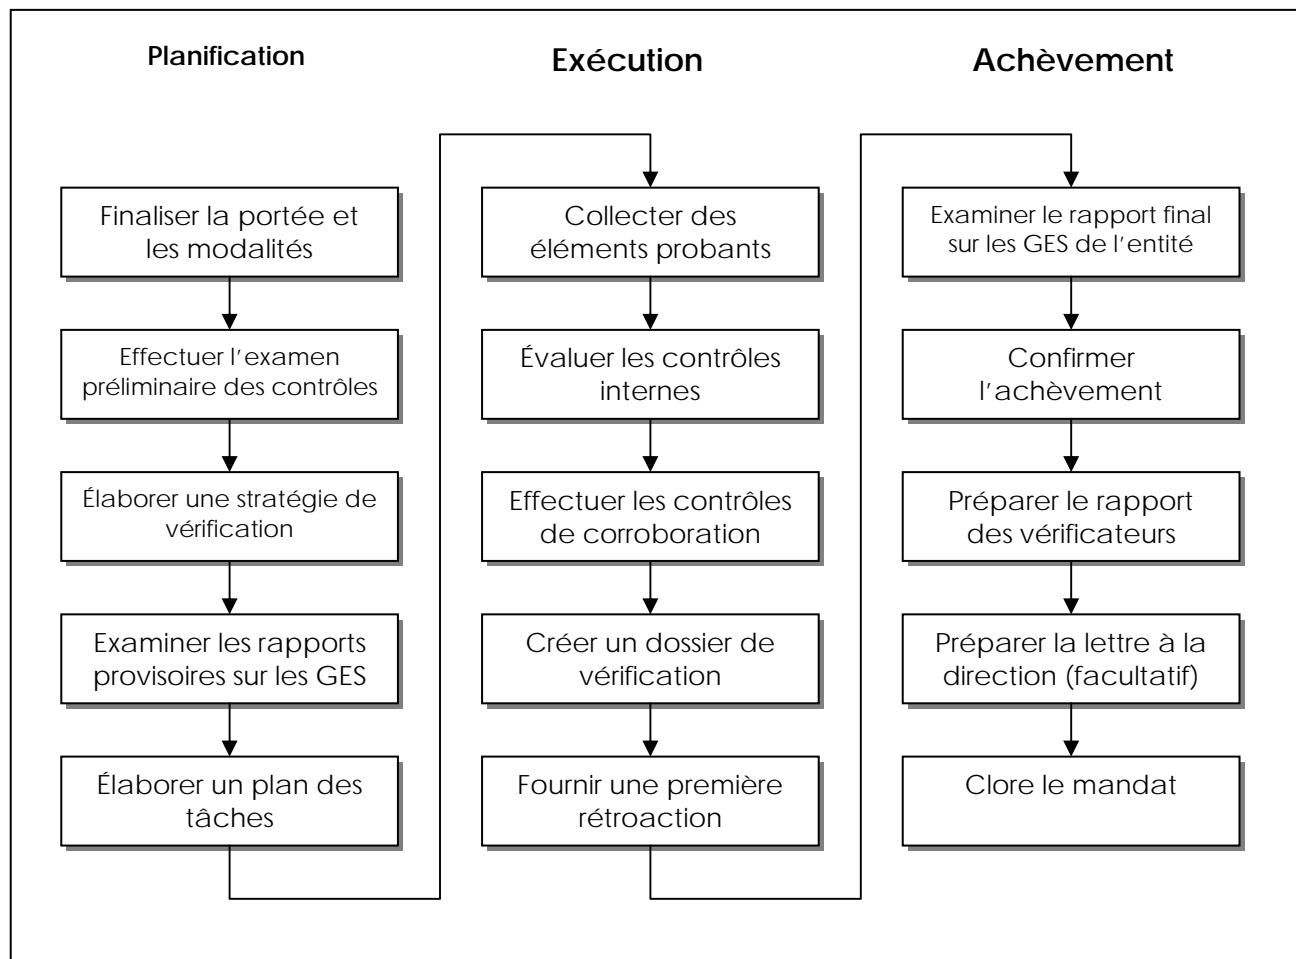 Planification
Finaliser la portée et
les modalités
Effectuer l'examen
préliminaire des contrôles
Élaborer une stratégie de
vérification
Examiner les rapports
provisoires sur les GES
Élaborer un plan des
tâches
Exécution
Collecter des
éléments probants
Évaluer les contrôles
internes
Effectuer les contrôles
de corroboration
Créer un dossier de
vérification
Fournir une première
rétroaction
Achèvement
Examiner le rapport final
sur les GES de l'entité
Confirmer
l'achèvement
Préparer le rapport
des vérificateurs
Préparer la lettre à la
direction (facultatif)
Clore le mandat